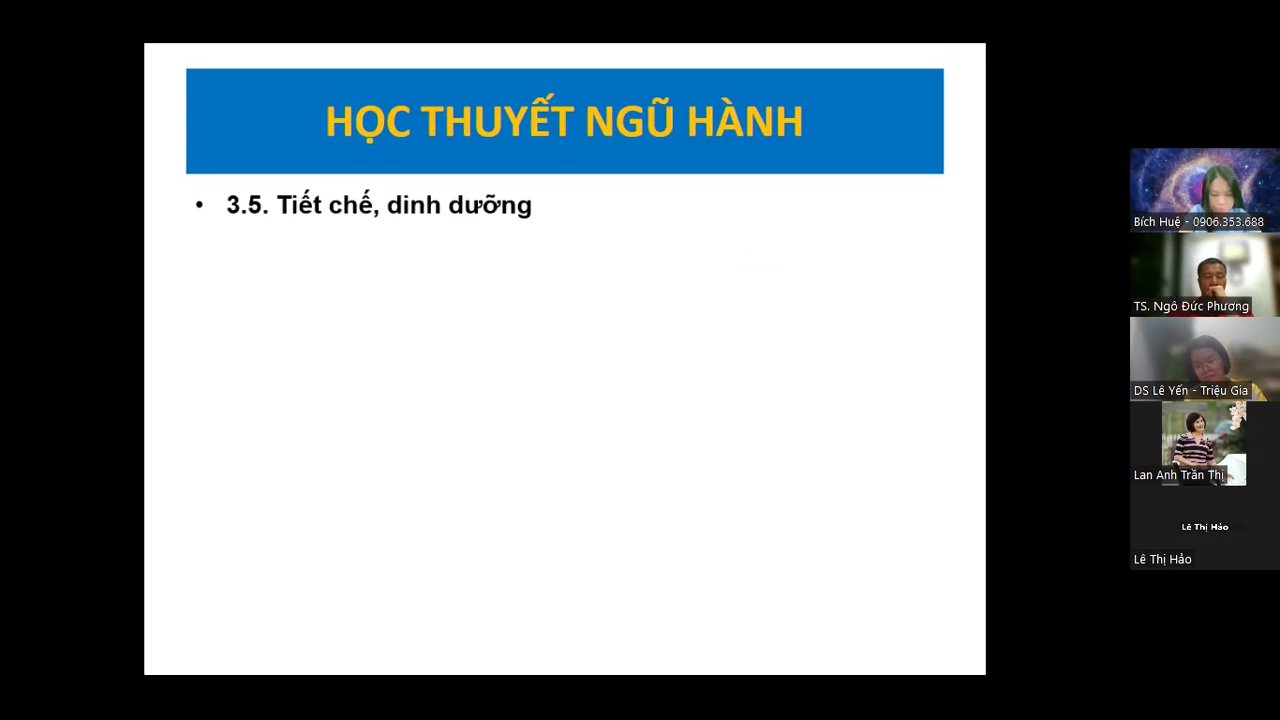 HỌC THUYẾT NGŨ HÀNH
• 3.5. Tiết chế, dinh dưỡng
Bích Huệ - 0906.353.688
TS. Ngô Đức Phương
DS Lê Yến - Triệu Gia
Lan Anh Trần Thị
Lê Thị Hảo
Lê Thị Hảo